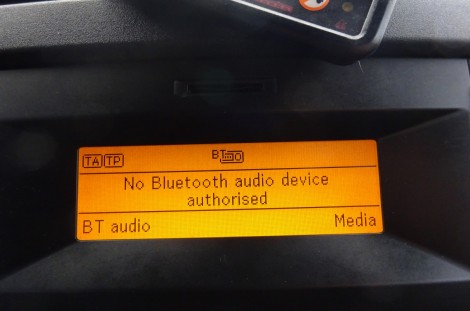 TA TP BT
No Bluetooth audio device
authorised
BT audio Media